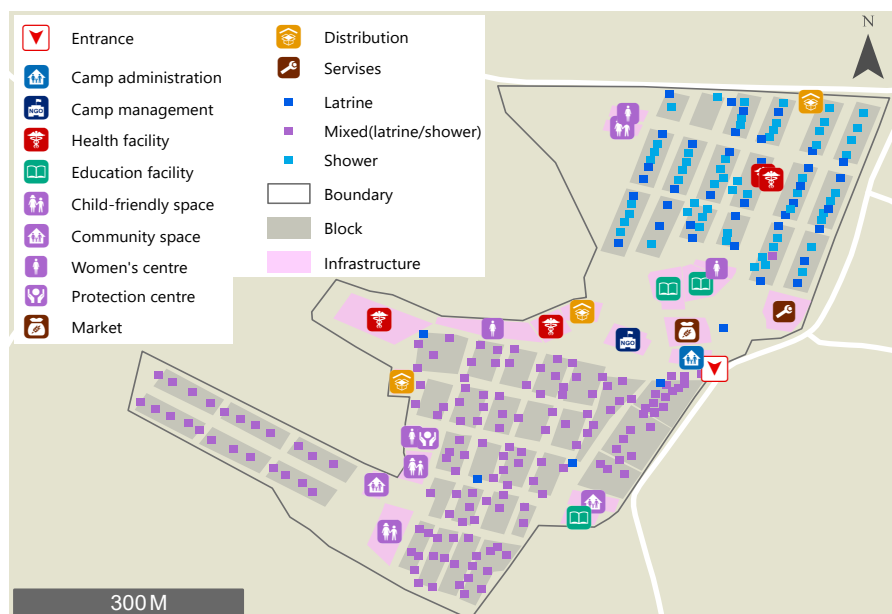 Entrance
Camp administration
Camp management
Health facility
Education facility
Child-friendly space
Community space
Women's centre
Protection centre
Market
Distribution
Servises
Latrine
Mixed(latrine/shower)
Shower
Boundary
Block
Infrastructure
NGO
N
NGO
300 M